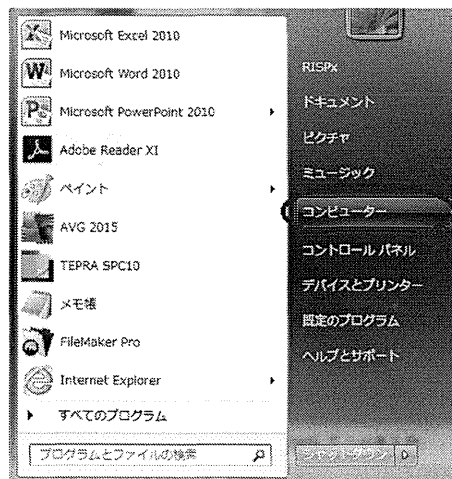 Microsoft Excel 2010
Microsoft Word 2010
Microsoft PowerPoint 2010
Adobe Reader XI
ペイント
AVG 2015
TEPRA SPC10
メモ帳
FileMaker Pro
Internet Explorer
すべてのプログラム
プログラムとファイルの検索
RISPx
ドキュメント
ピクチャ
ミュージック
コンピューター
コントロール パネル
デバイスとプリンター
既定のプログラム
ヘルプとサポート
シャットダウン